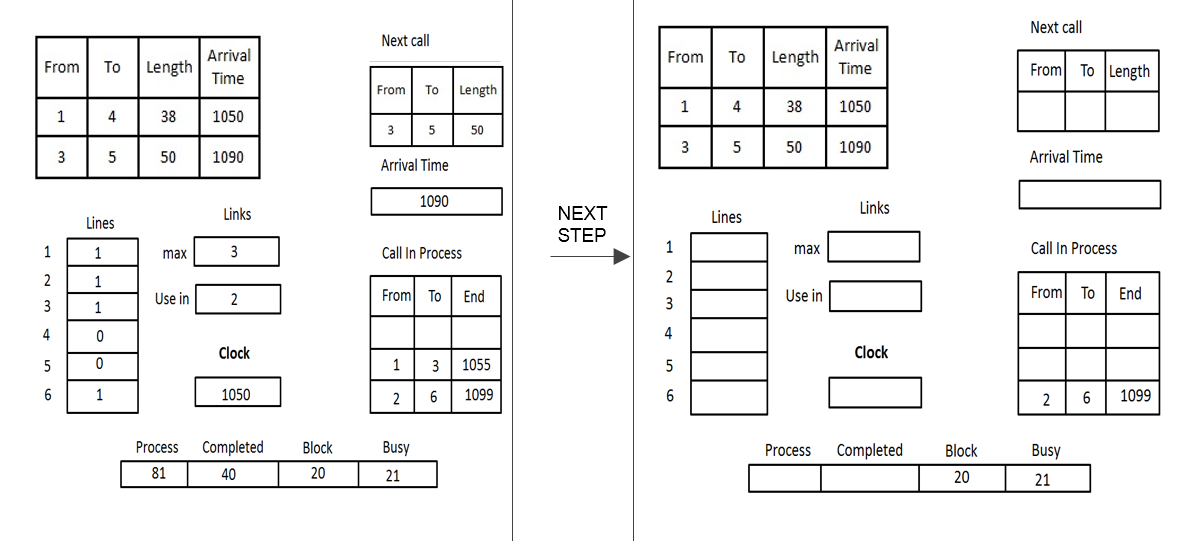 From To Length Arrival Time
1 4 38 1050
3 5 50 1090
Next call
From To Length
3 5 50
Arrival Time
1090
Lines
1 1
2 1
3 1
4 0
5 0
6 1
Links
max 3
Use in 2
Clock
1050
Call In Process
From To End
1 3 1055
2 6 1099
Process Completed Block Busy
81 40 20 21
NEXT
STEP
From To Length Arrival Time
1 4 38 1050
3 5 50 1090
Next call
From To Length
Arrival Time
Lines
1
2
3
4
5
6
Links
max
Use in
Clock
Call In Process
From To End
2 6 1099
Process Completed Block Busy
20 21